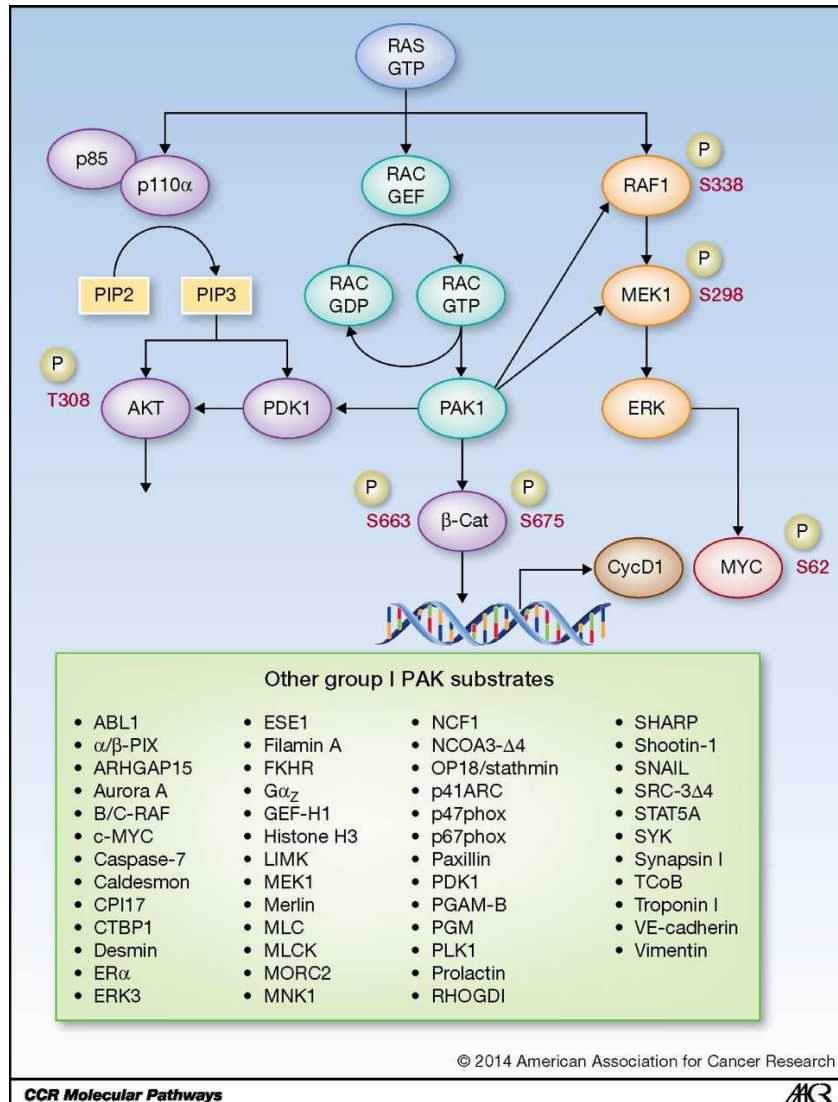 RAS
GTP
p85
p110α
RAC
GEF
RAF1
P
S338
PIP2
PIP3
RAC
GDP
RAC
GTP
MEK1
P
S298
P
T308
AKT
PDK1
PAK1
ERK
P
S663
β-Cat
P
S675
CycD1
MYC
P
S62
Other group I PAK substrates
• ABL1
• α/β-PIX
• ARHGAP15
• Aurora A
• B/C-RAF
• c-MYC
• Caspase-7
• Caldesmon
• CPI17
• CTBP1
• Desmin
• ERα
• ERK3
• ESE1
• Filamin A
• FKHR
• GαZ
• GEF-H1
• Histone H3
• LIMK
• MEK1
• Merlin
• MLC
• MLCK
• MORC2
• MNK1
• NCF1
• NCOA3-Δ4
• OP18/stathmin
• p41ARC
• p47phox
• p67phox
• Paxillin
• PDK1
• PGAM-B
• PGM
• PLK1
• Prolactin
• RHOGDI
• SHARP
• Shootin-1
• SNAIL
• SRC-3Δ4
• STAT5A
• SYK
• Synapsin I
• TCoB
• Troponin I
• VE-cadherin
• Vimentin
© 2014 American Association for Cancer Research
CCR Molecular Pathways
AACR